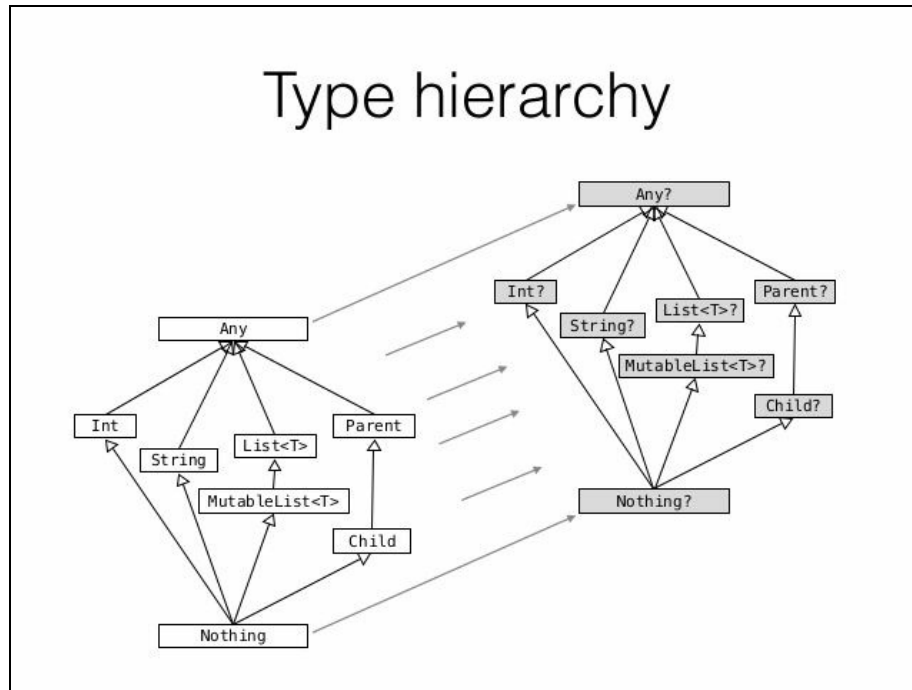 Type hierarchy
Any?
Int?
String?
List<T>?
Parent?
MutableList<T>?
Child?
Nothing?
Any
Int
String
List<T>
Parent
MutableList<T>
Child
Nothing